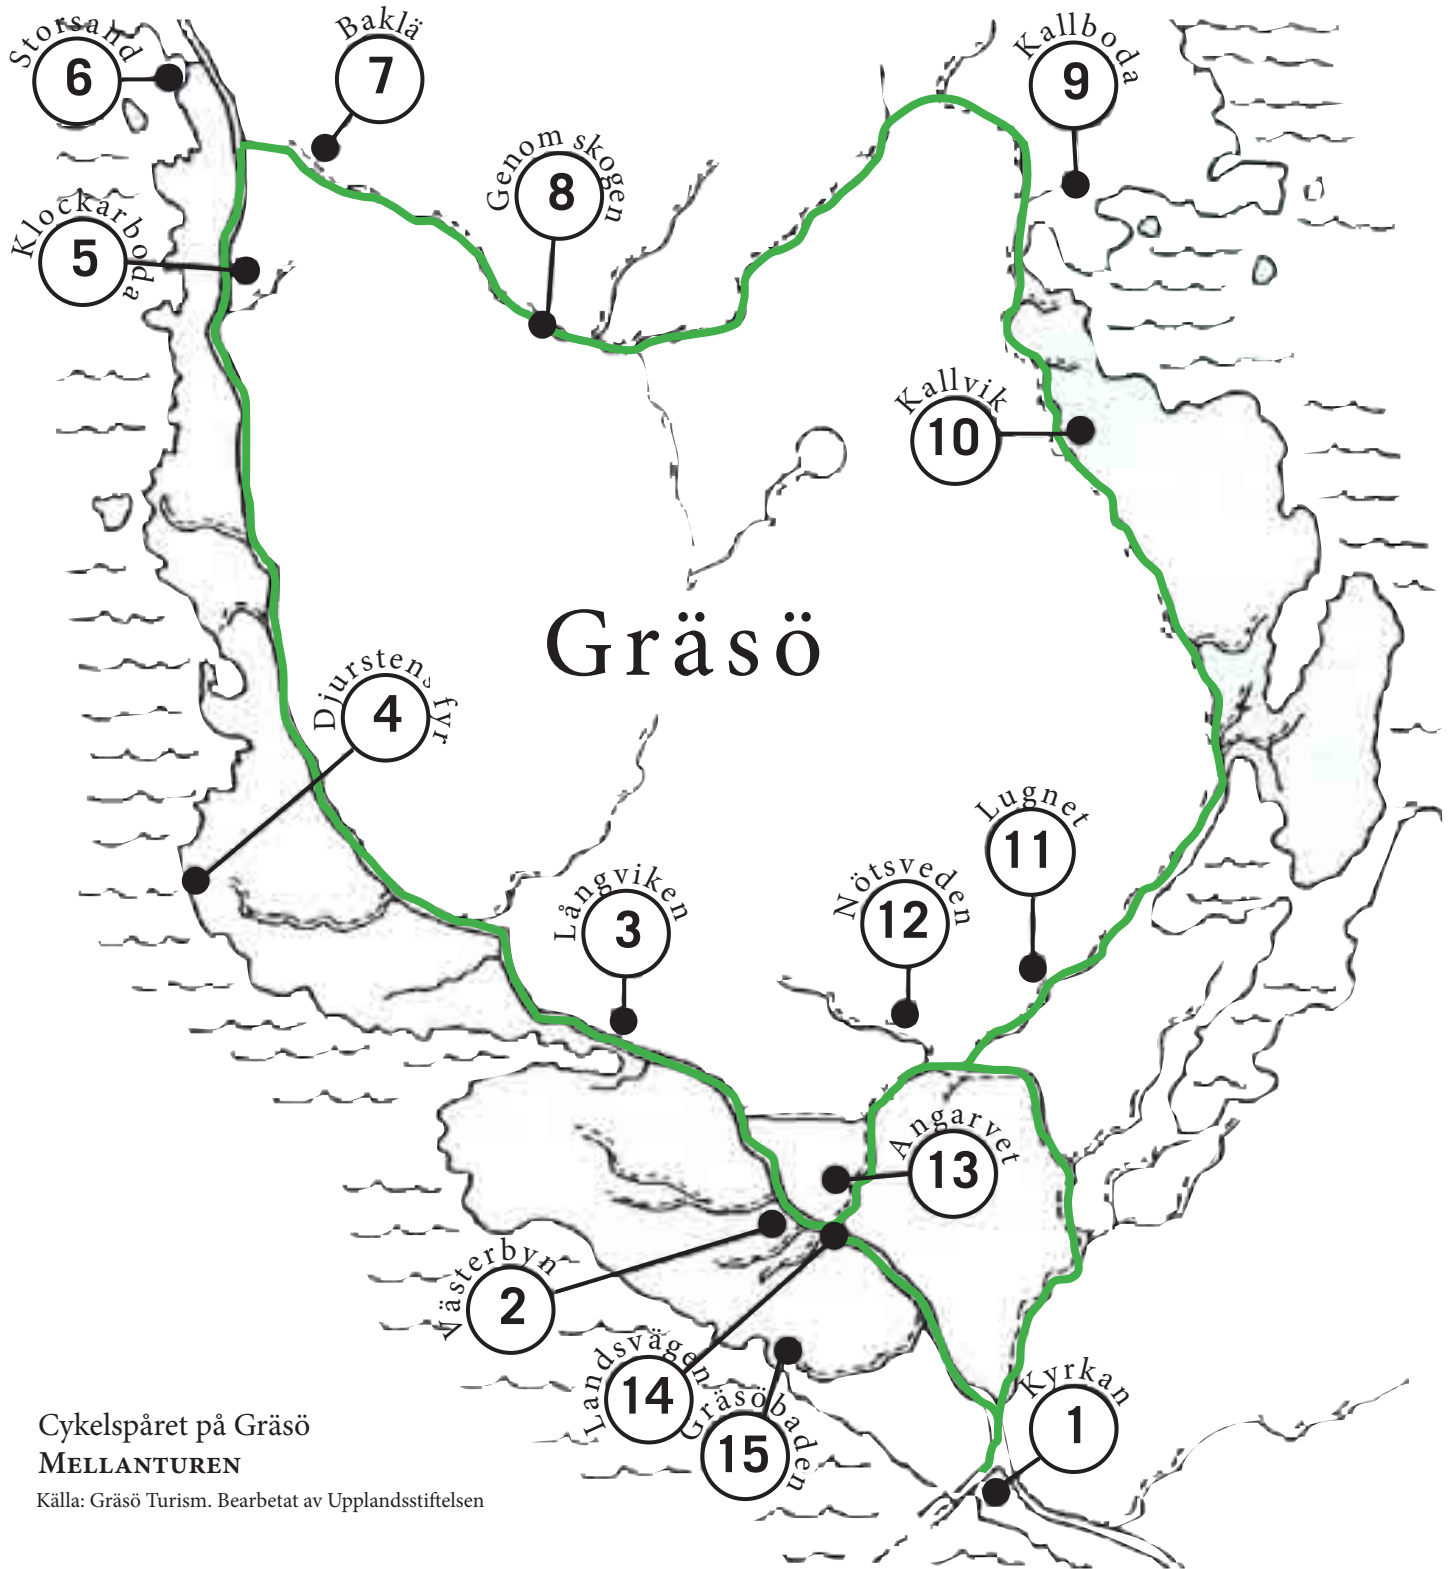 Storsand
6
Baklä
7
Kallboda
9
Genom skogen
8
Klockarboda
5
Kallvik
10
Gräsö
Djurstens fyr
4
Lugnet
11
Nötsveden
12
Långviken
3
Angarvet
13
Västerbyn
2
Landsvägen
14
Gräsöbaden
15
Kyrkan
1
Cykelspåret på Gräsö
MELLANTUREN
Källa: Gräsö Turism. Bearbetat av Upplandsstiftelsen